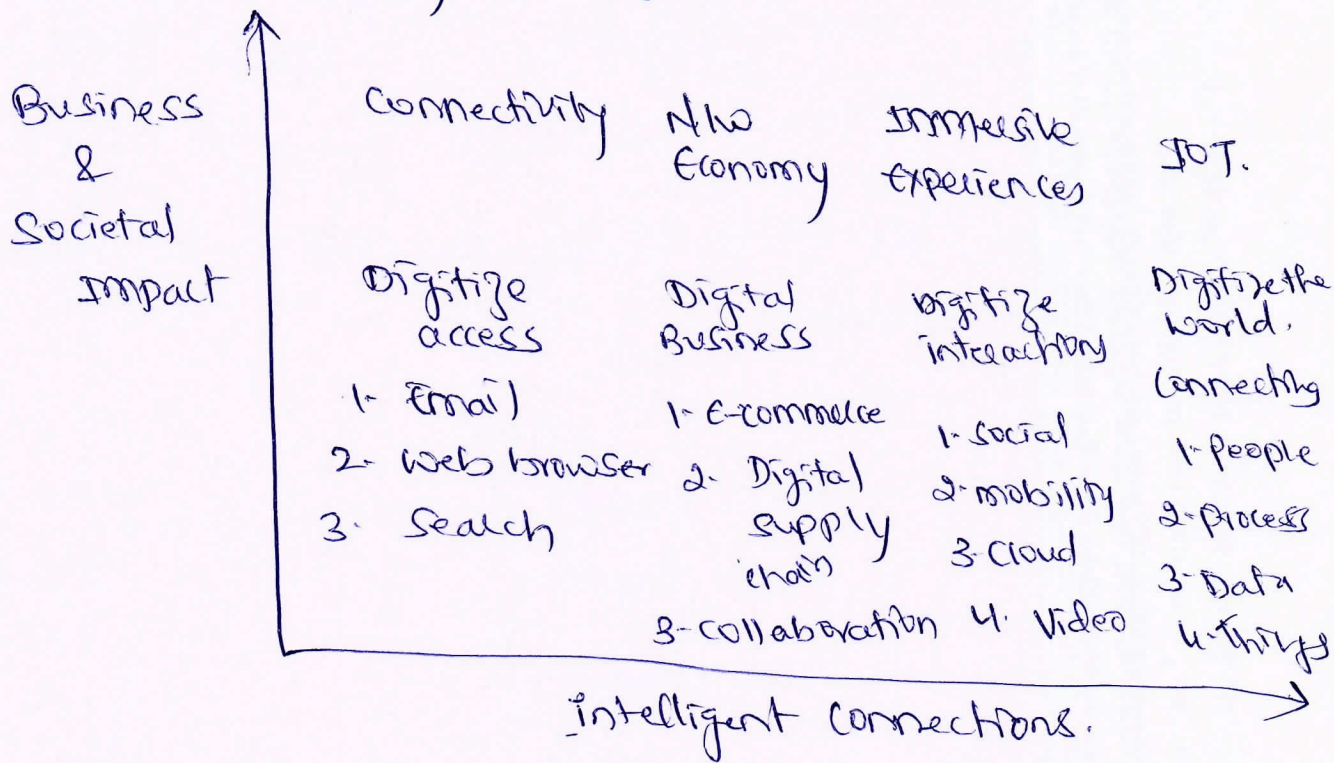 Business
&
Societal
Impact
Connectivity
N/w
Economy
Immersive
Experiences
IOT.
Digitize
access
1- Email
2- Web browser
3- Search
Digital
Business
1- E-commerce
2- Digital
supply
chain
3- Collaboration
Digitize
interactions
1- Social
2- mobility
3- Cloud
4. Video
Digitize the
world.
Connecting
1- People
2- Process
3- Data
4- Things
intelligent connections.